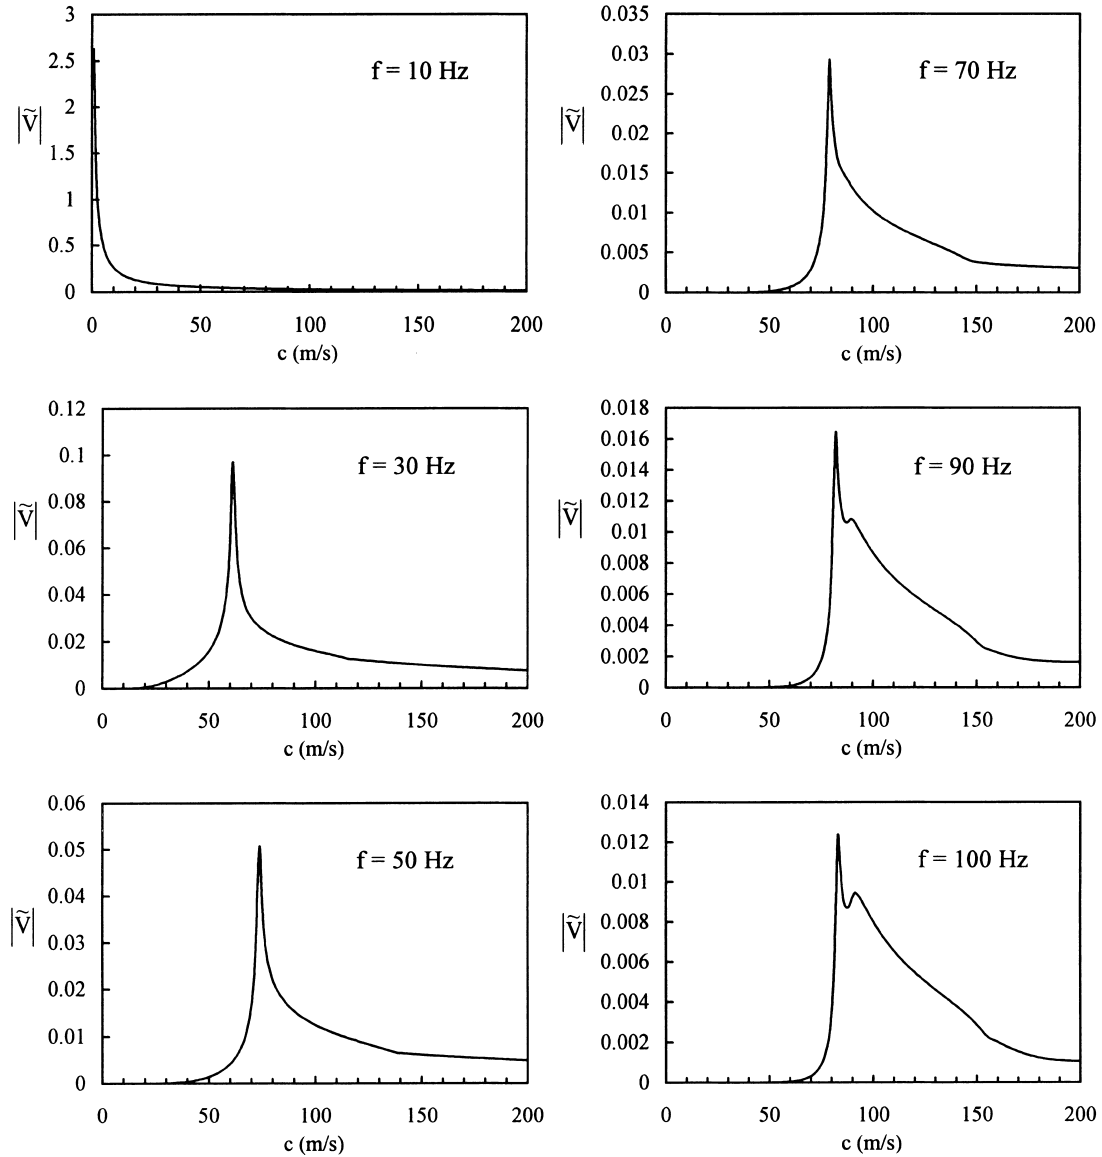 3
2.5
2
1.5
1
0.5
0
|Ṽ|
f = 10 Hz
0 50 100 150 200
c (m/s)
0.035
0.03
0.025
0.02
0.015
0.01
0.005
0
|Ṽ|
f = 70 Hz
0 50 100 150 200
c (m/s)
0.12
0.1
0.08
0.06
0.04
0.02
0
|Ṽ|
f = 30 Hz
0 50 100 150 200
c (m/s)
0.018
0.016
0.014
0.012
0.01
0.008
0.006
0.004
0.002
0
|Ṽ|
f = 90 Hz
0 50 100 150 200
c (m/s)
0.06
0.05
0.04
0.03
0.02
0.01
0
|Ṽ|
f = 50 Hz
0 50 100 150 200
c (m/s)
0.014
0.012
0.01
0.008
0.006
0.004
0.002
0
|Ṽ|
f = 100 Hz
0 50 100 150 200
c (m/s)